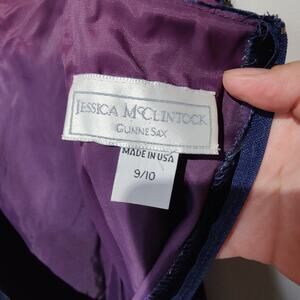 JESSICA McCLINTOCK
GUNNE SAX
MADE IN USA
9/10